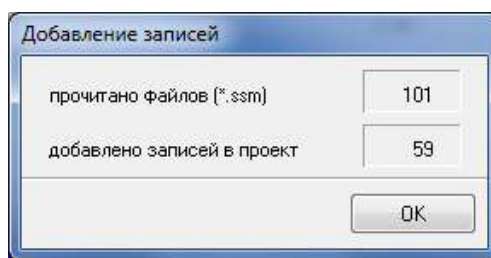 Добавление записей
прочитано файлов (*.ssm) 101
добавлено записей в проект 59
OK